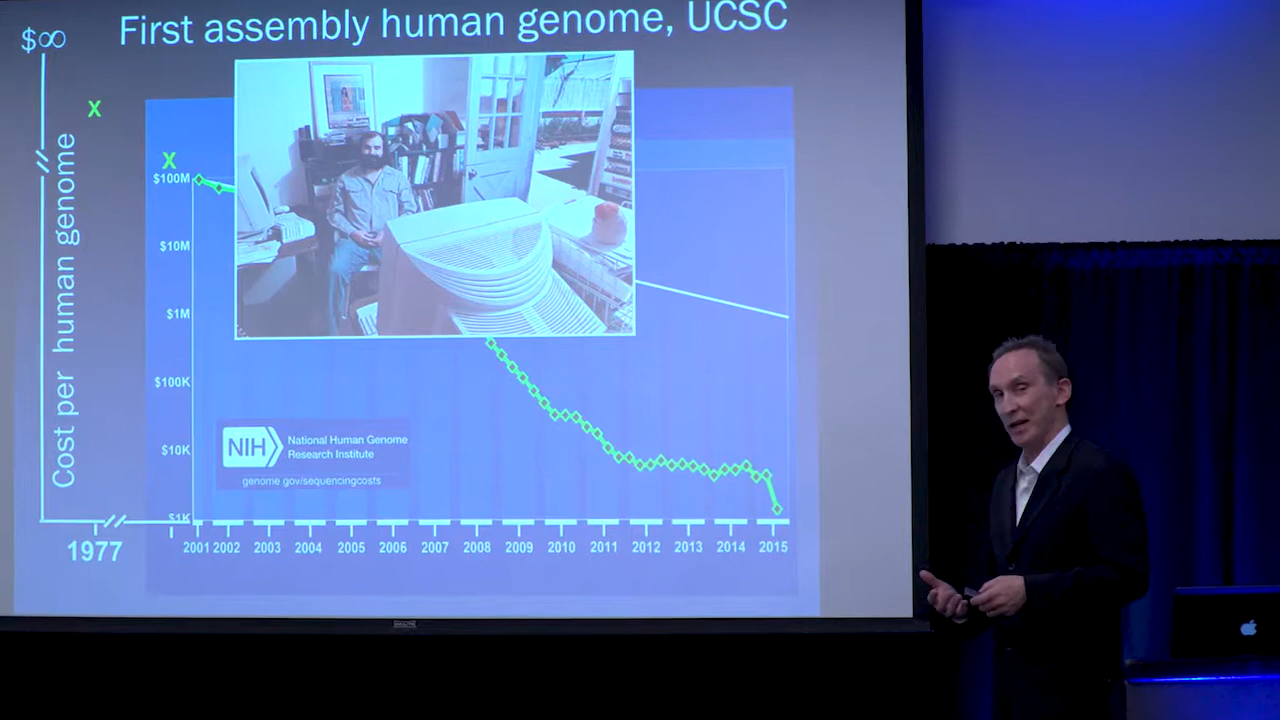 First assembly human genome, UCSC
$∞
X
X
Cost per human genome
$100M
$10M
$1M
$100K
$10K
$1K
NIH
National Human Genome
Research Institute
genome.gov/sequencingcosts
1977
2001 2002 2003 2004 2005 2006 2007 2008 2009 2010 2011 2012 2013 2014 2015